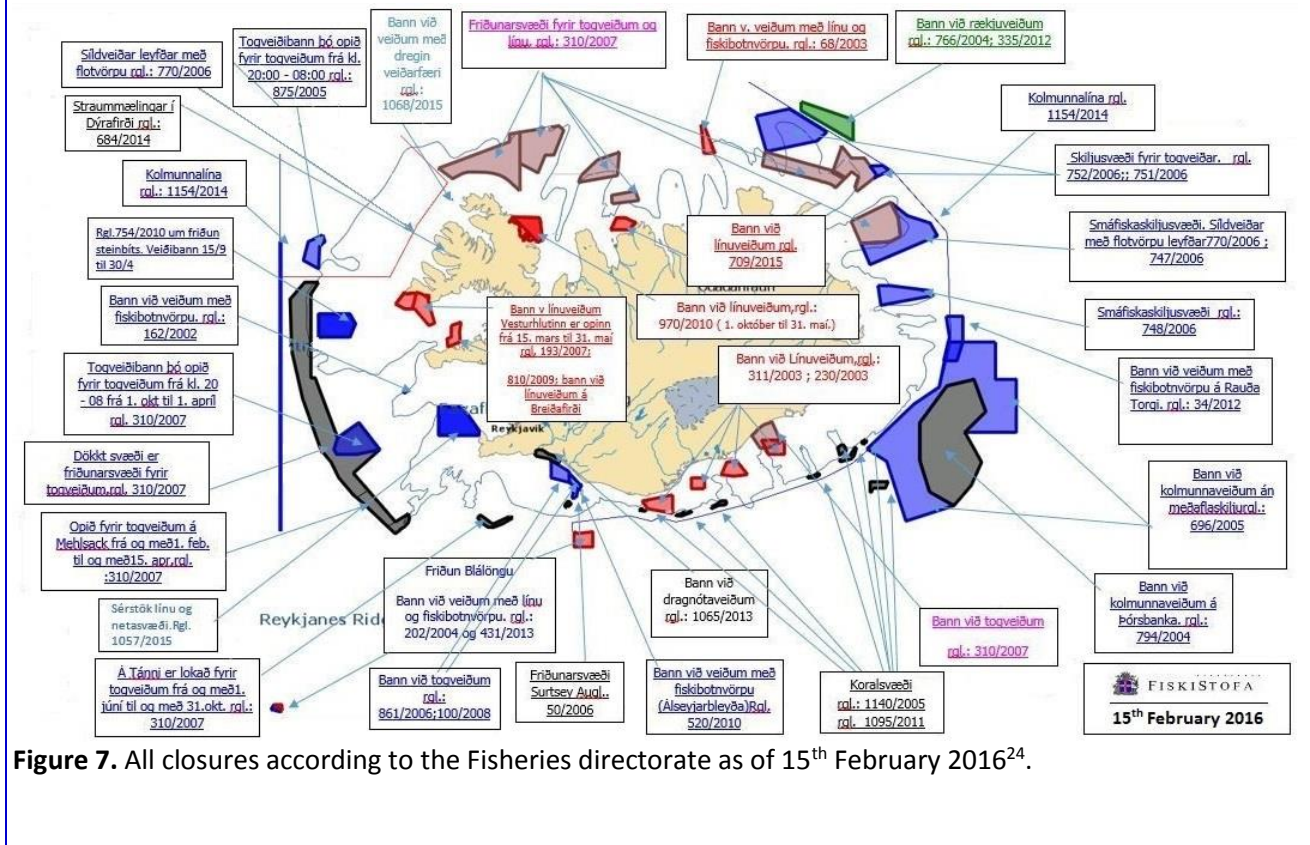 Síldveiðar leyfðar með
flotvörpu rgl.: 770/2006
Togveiðibann þó opið
fyrir togveiðum frá kl.
20:00 - 08:00 rgl.:
875/2005
Bann við
veiðum með
dregin
veiðarfæri
rgl.:
1068/2015
Friðunarsvæði fyrir togveiðum og
línu, rgl.: 310/2007
Bann v. veiðum með línu og
fiskibotnvörpu. rgl.: 68/2003
Bann við rækjuveiðum
rgl.: 766/2004; 335/2012
Straummælingar í
Dýrafirði rgl.:
684/2014
Kolmunnalína rgl.
1154/2014
Kolmunnalína
rgl.: 1154/2014
Skiljusvæði fyrir togveiðar. rgl.
752/2006;; 751/2006
Rgl.754/2010 um friðun
steinbíts. Veiðibann 15/9
til 30/4
Bann við
línuveiðum rgl.
709/2015
Smáfiskaskiljusvæði. Síldveiðar
með flotvörpu leyfðar770/2006 ;
747/2006
Bann við veiðum með
fiskibotnvörpu. rgl.:
162/2002
Bann v línuveiðum
Vesturhlutinn er opinn
frá 15. mars til 31. maí
rgl, 193/2007;
810/2009; bann við
línuveiðum á
Breiðafirði
Bann við línuveiðum,rgl.:
970/2010 ( 1. október til 31. maí.)
Smáfiskaskiljusvæði rgl.:
748/2006
Togveiðibann þó opið
fyrir togveiðum frá kl. 20
- 08 frá 1. okt til 1. apríl
rgl. 310/2007
Bann við Línuveiðum,rgl.:
311/2003 ; 230/2003
Bann við veiðum með
fiskibotnvörpu á Rauða
Torgi. rgl.: 34/2012
Reykjavik
Dökkt svæði er
friðunarsvæði fyrir
togveiðum,rgl. 310/2007
Bann við
kolmunnaveiðum án
meðaflaskiljurgl.:
696/2005
Opið fyrir togveiðum á
Mehlsack frá og með1. feb.
til og með15. apr,rgl.
:310/2007
Friðun Blálöngu
Bann við veiðum með línu
og fiskibotnvörpu. rgl.:
202/2004 og 431/2013
Bann við
dragnótaveiðum
rgl.: 1065/2013
Bann við
kolmunnaveiðum á
Þórsbanka. rgl.:
794/2004
Sérstök línu og
netasvæði.Rgl.
1057/2015
Reykjanes Rid
Bann við togveiðum
rgl.: 310/2007
Á Tánni er lokað fyrir
togveiðum frá og með1.
júní til og með 31.okt. rgl.:
310/2007
Bann við togveiðum
rgl.:
861/2006;100/2008
Friðunarsvæði
Surtsey Augl..
50/2006
Bann við veiðum með
fiskibotnvörpu
(Álseyjarbleyða)Rgl.
520/2010
Koralsvæði
rgl.: 1140/2005
rgl. 1095/2011
FISKISTOFA
15th February 2016
Figure 7. All closures according to the Fisheries directorate as of 15th February 201624.